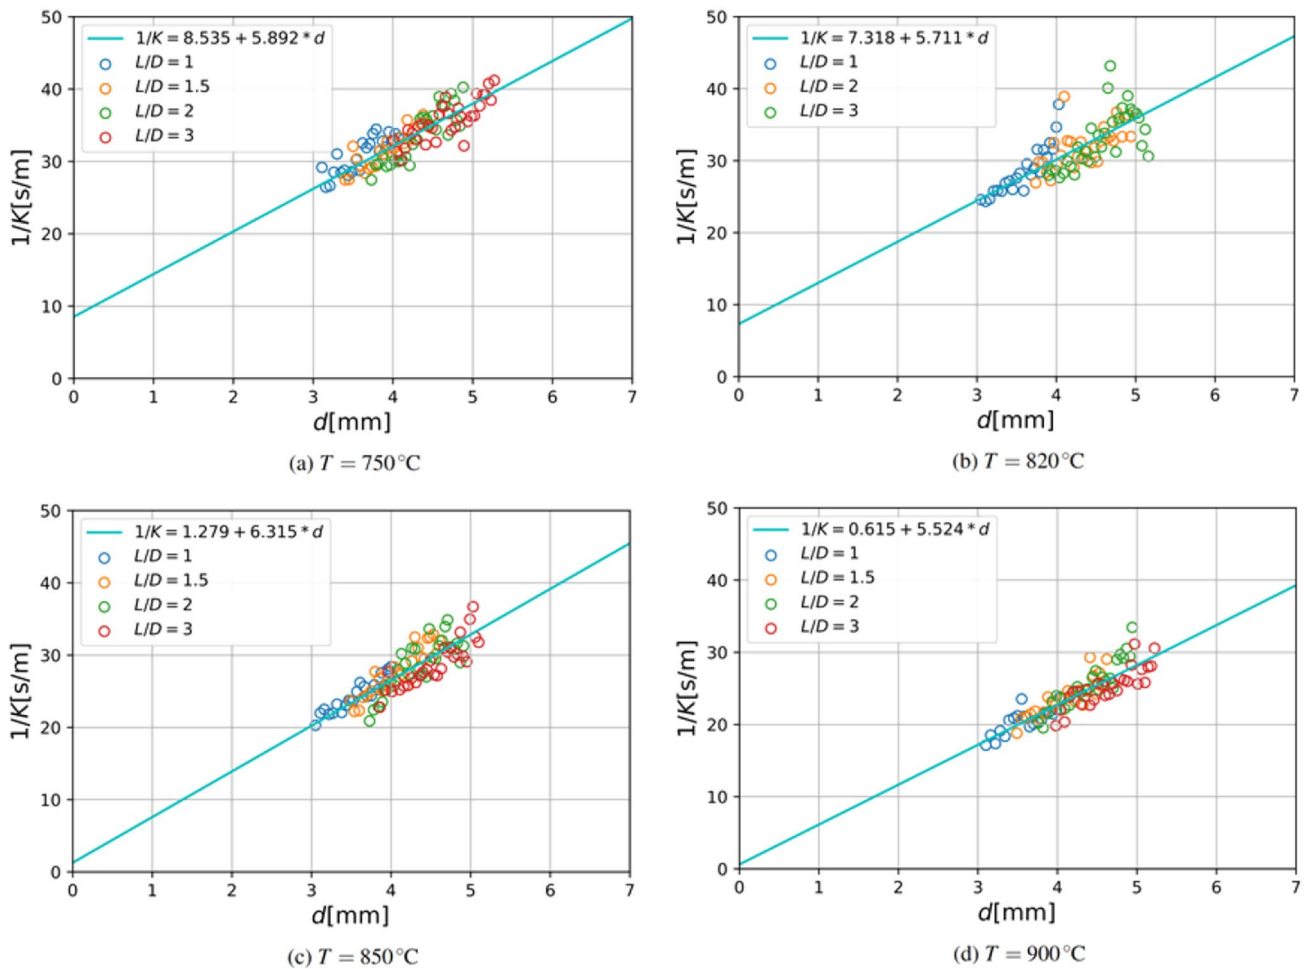 1/K = 8.535 + 5.892 * d
L/D = 1
L/D = 1.5
L/D = 2
L/D = 3
50
40
30
20
10
0
1/K[s/m]
0 1 2 3 4 5 6 7
d[mm]
(a) T = 750°C
1/K = 7.318 + 5.711 * d
L/D = 1
L/D = 2
L/D = 3
50
40
30
20
10
0
1/K[s/m]
0 1 2 3 4 5 6 7
d[mm]
(b) T = 820°C
1/K = 1.279 + 6.315 * d
L/D = 1
L/D = 1.5
L/D = 2
L/D = 3
50
40
30
20
10
0
1/K[s/m]
0 1 2 3 4 5 6 7
d[mm]
(c) T = 850°C
1/K = 0.615 + 5.524 * d
L/D = 1
L/D = 1.5
L/D = 2
L/D = 3
50
40
30
20
10
0
1/K[s/m]
0 1 2 3 4 5 6 7
d[mm]
(d) T = 900°C